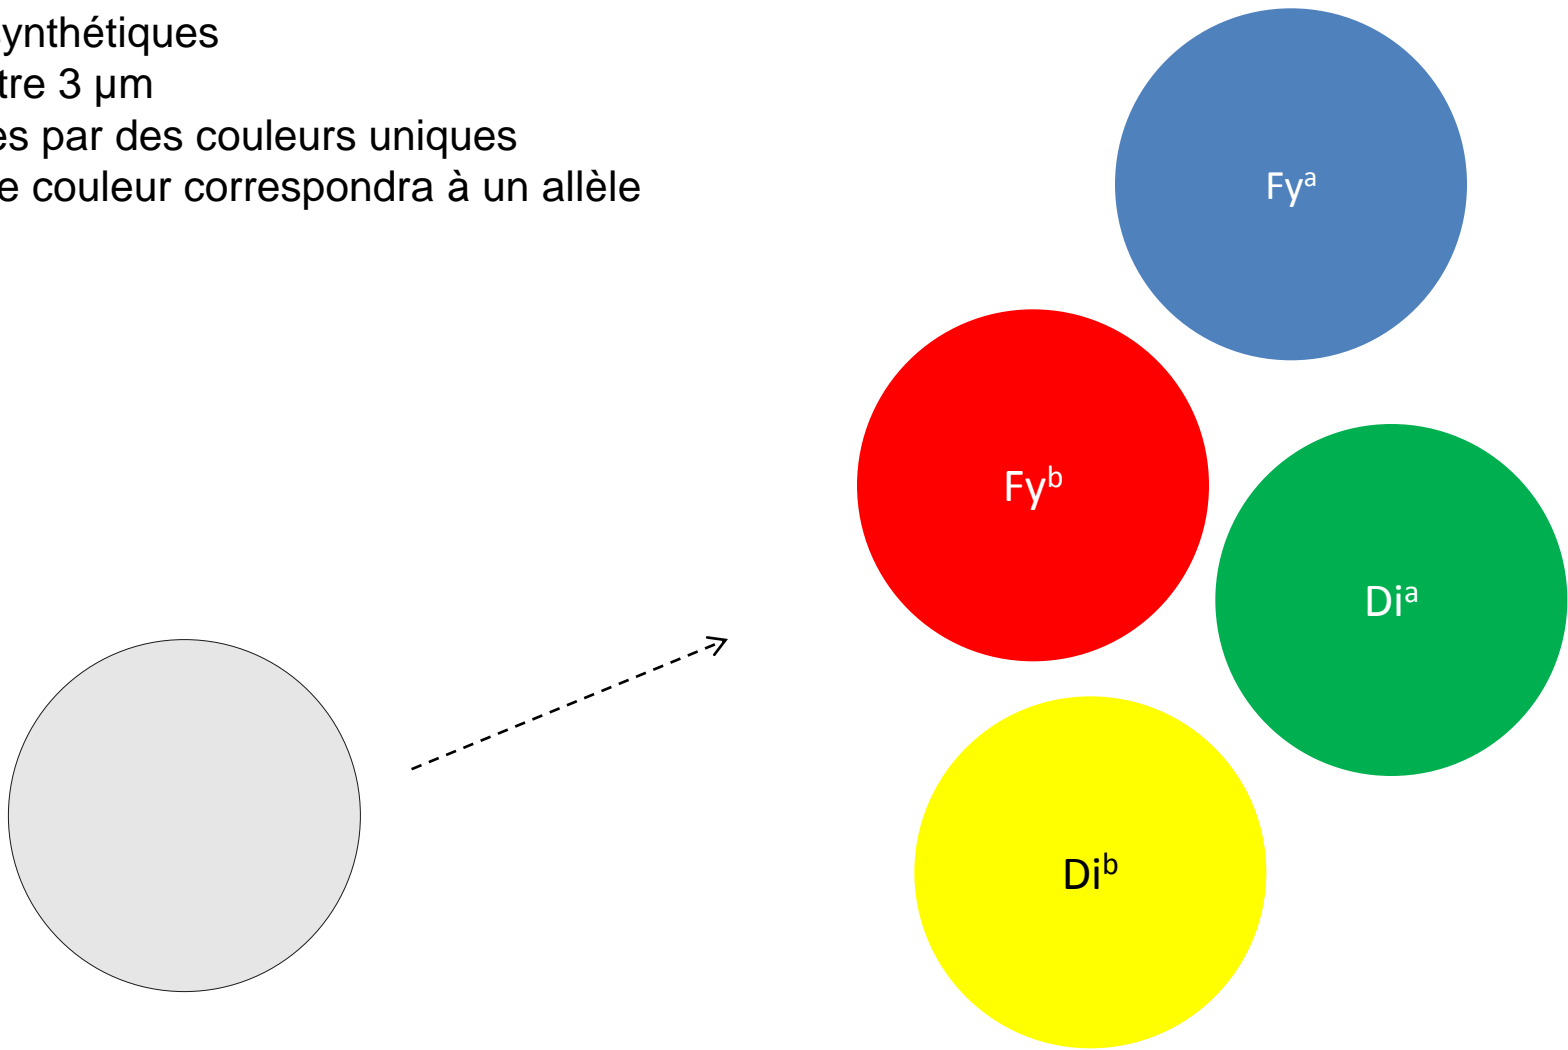 ynthétiques
tre 3 µm
es par des couleurs uniques
e couleur correspondra à un allèle
Fyᵃ
Fyᵇ
Diᵃ
Diᵇ